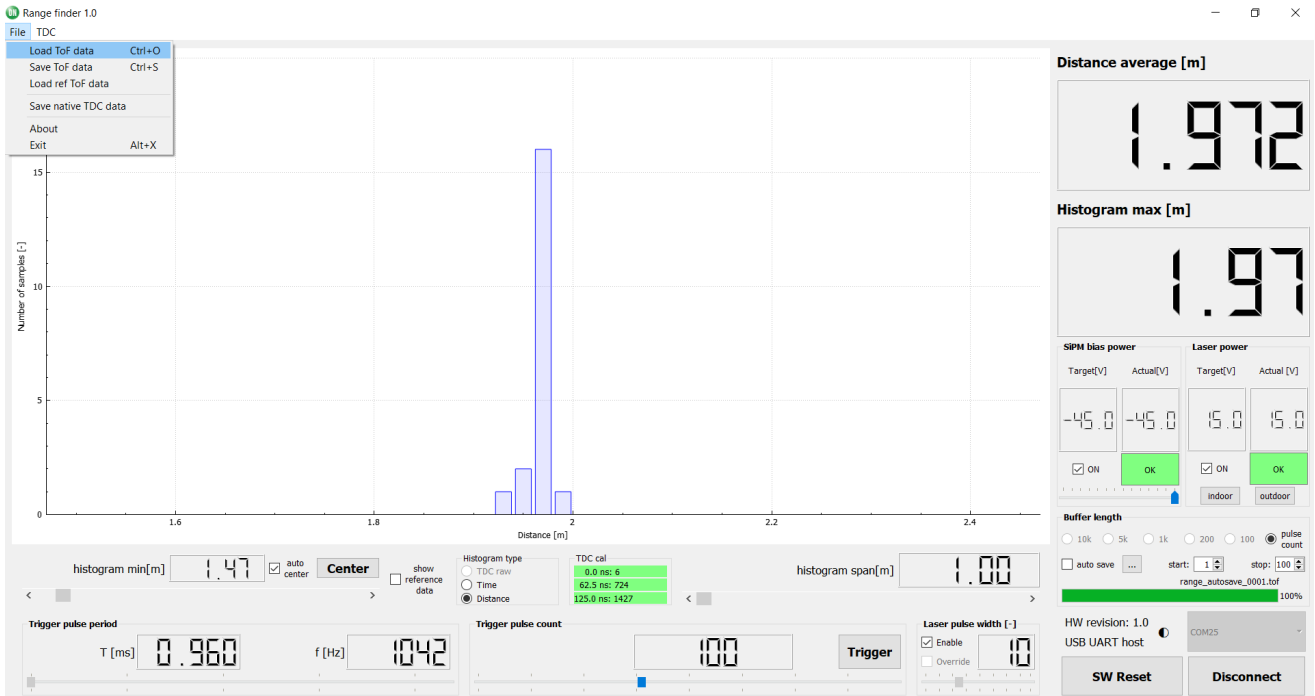 ON Range finder 1.0
File TDC
Load ToF data Ctrl+O
Save ToF data Ctrl+S
Load ref ToF data
Save native TDC data
About
Exit Alt+X
Distance average [m]
1.972
Histogram max [m]
1.97
15
10
5
0
Number of samples [-]
1.6 1.8 2 2.2 2.4
Distance [m]
SiPM bias power
Target[V] Actual[V]
-45.0 -45.0
ON OK
Laser power
Target[V] Actual [V]
15.0 15.0
ON OK
indoor outdoor
Buffer length
10k 5k 1k 200 100 pulse
count
auto save ... start: 1 stop: 100
range_autosave_0001.tof
100%
histogram min[m] 1.47
auto
center
Center
show
reference
data
Histogram type
TDC raw
Time
Distance
TDC cal
0.0 ns: 6
62.5 ns: 724
125.0 ns: 1427
histogram span[m] 1.00
Trigger pulse period
T [ms] 0.960 f [Hz] 1042
Trigger pulse count
100 Trigger
Laser pulse width [-]
Enable
Override
10
HW revision: 1.0
USB UART host
COM25
SW Reset Disconnect